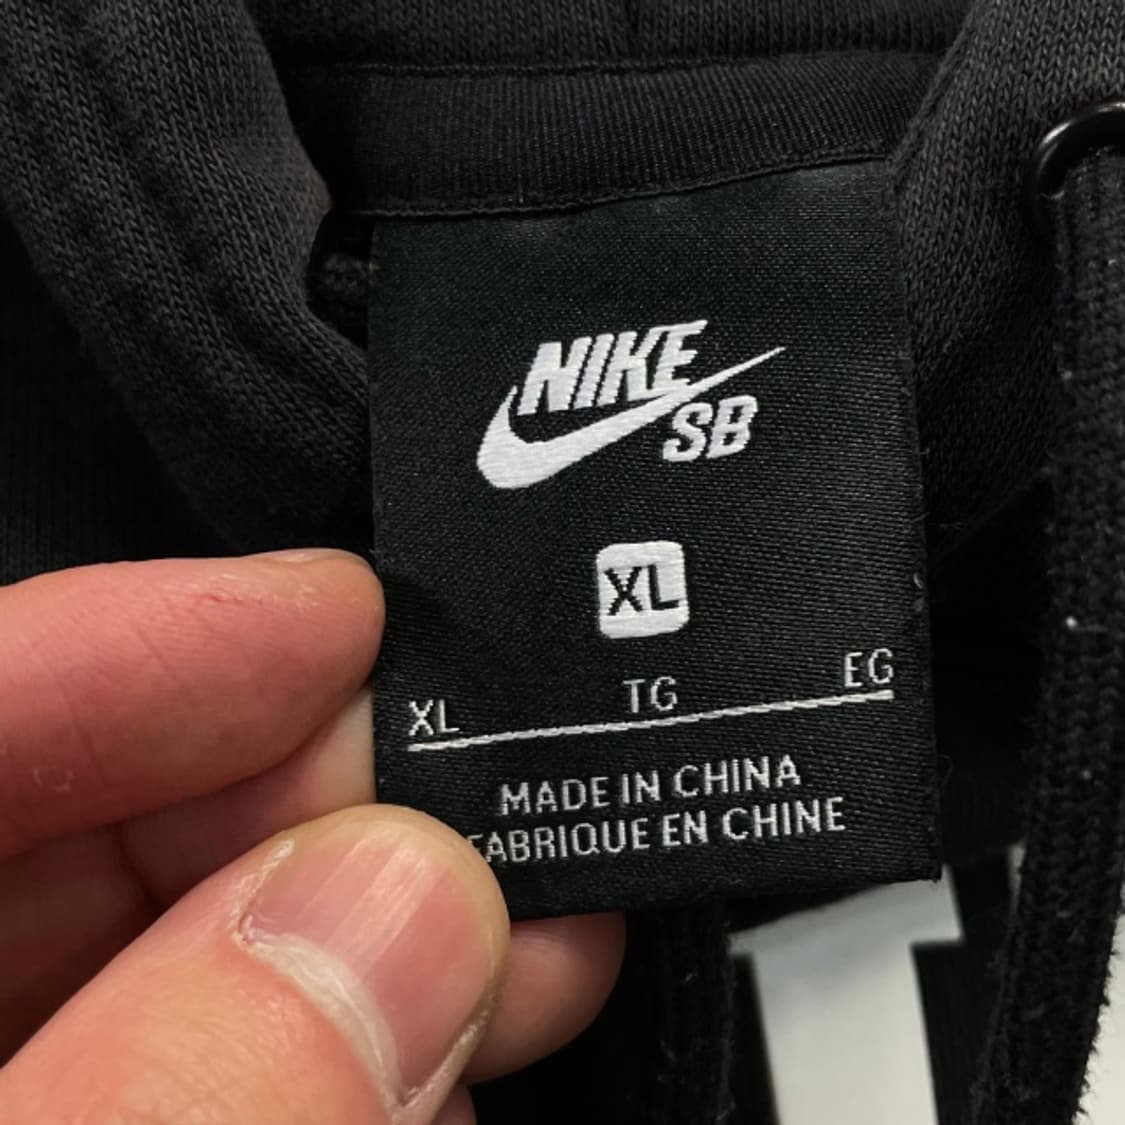 NIKE
SB
XL
XL TG EG
MADE IN CHINA
FABRIQUE EN CHINE